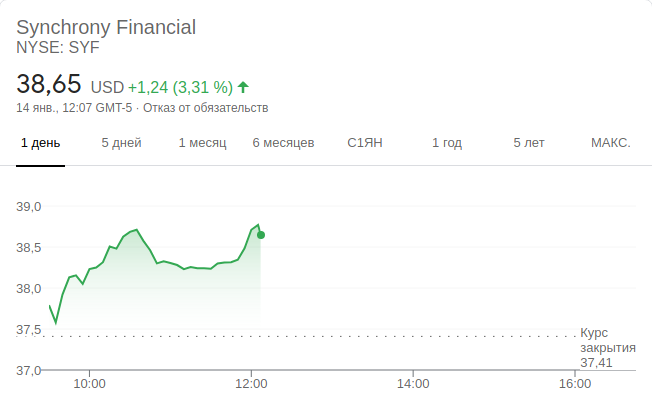 Synchrony Financial
NYSE: SYF
38,65 USD +1,24 (3,31 %)
14 янв., 12:07 GMT-5 · Отказ от обязательств
1 день 5 дней 1 месяц 6 месяцев С1ЯН 1 год 5 лет МАКС.
39,0
38,5
38,0
37,5
Курс
закрытия
37,41
37,0
10:00 12:00 14:00 16:00